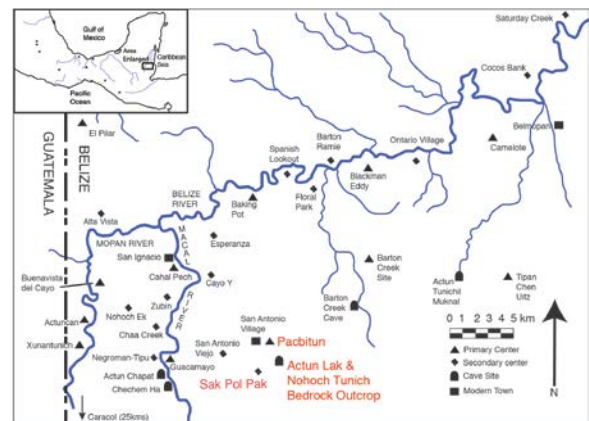 Gulf of
Mexico
Area
Enlarged
Caribbean
Sea
Pacific
Ocean
Saturday Creek
Cocos Bank
Belmopan
Camelote
GUATEMALA
BELIZE
El Pilar
Spanish
Lookout
Barton
Ramie
Ontario Village
Blackman
Eddy
BELIZE
RIVER
Baking
Pot
Floral
Park
Alta Vista
MOPAN RIVER
MACAL RIVER
Esperanza
San Ignacio
Cahal Pech
Cayo Y
Buenavista
del Cayo
Barton
Creek
Site
Barton
Creek
Cave
Actun
Tunichil
Muknal
Tipan
Chen
Uitz
Zubin
Nohoch Ek
Chaa Creek
Actuncan
Xunantunich
Negroman-Tipu
Guacamayo
San Antonio
Viejo
San Antonio
Village
Pacbitun
Actun Lak &
Nohoch Tunich
Bedrock Outcrop
Sak Pol Pak
Actun Chapat
Chechem Ha
Caracol (25kms)
0 1 2 3 4 5 km
Primary Center
Secondary center
Cave Site
Modern Town
N